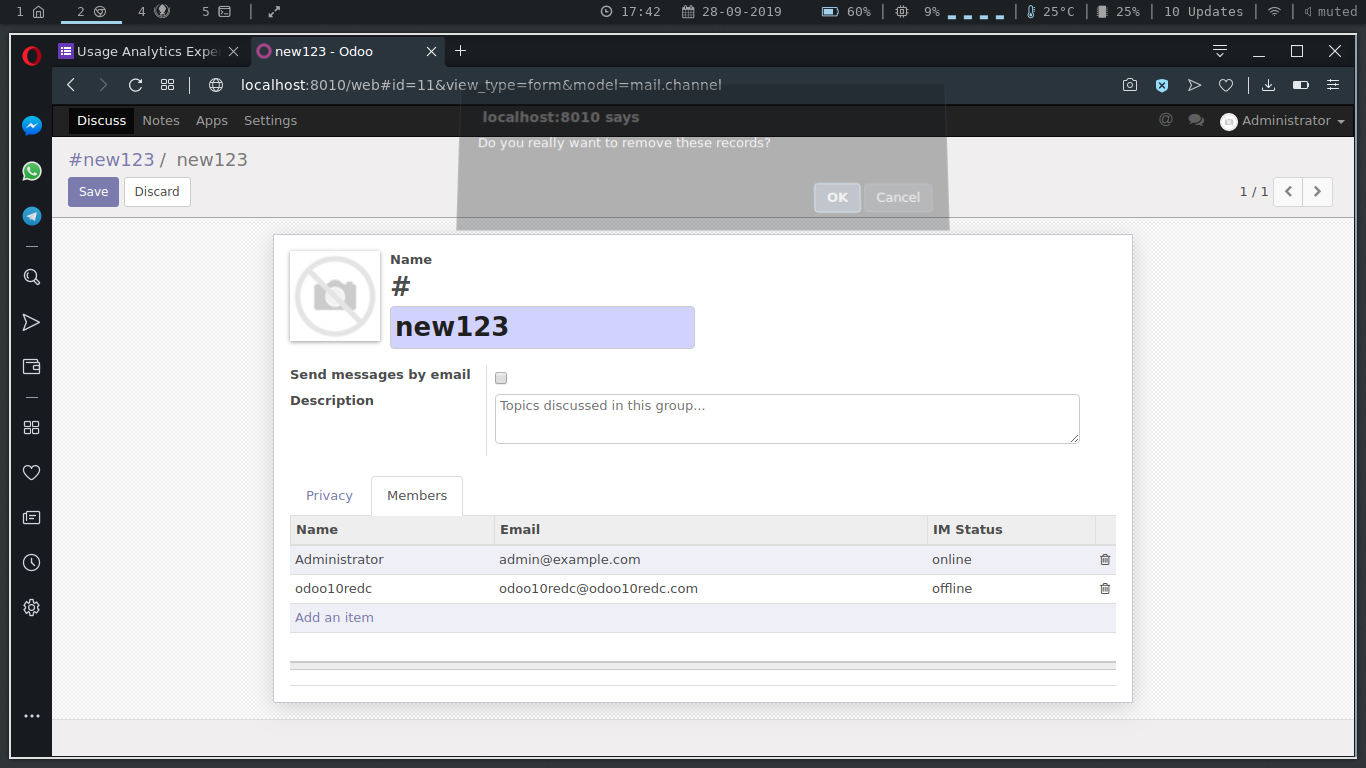 1 2 4 5 17:42 28-09-2019 60% 9% 25°C 25% 10 Updates muted
Usage Analytics Expe new123 - Odoo
localhost:8010/web#id=11&view_type=form&model=mail.channel
Discuss Notes Apps Settings @ Administrator
localhost:8010 says
Do you really want to remove these records?
OK Cancel
#new123 / new123
Save Discard 1 / 1
Name
#
new123
Send messages by email
Description Topics discussed in this group...
Privacy Members
Name Email IM Status
Administrator admin@example.com online
odoo10redc odoo10redc@odoo10redc.com offline
Add an item